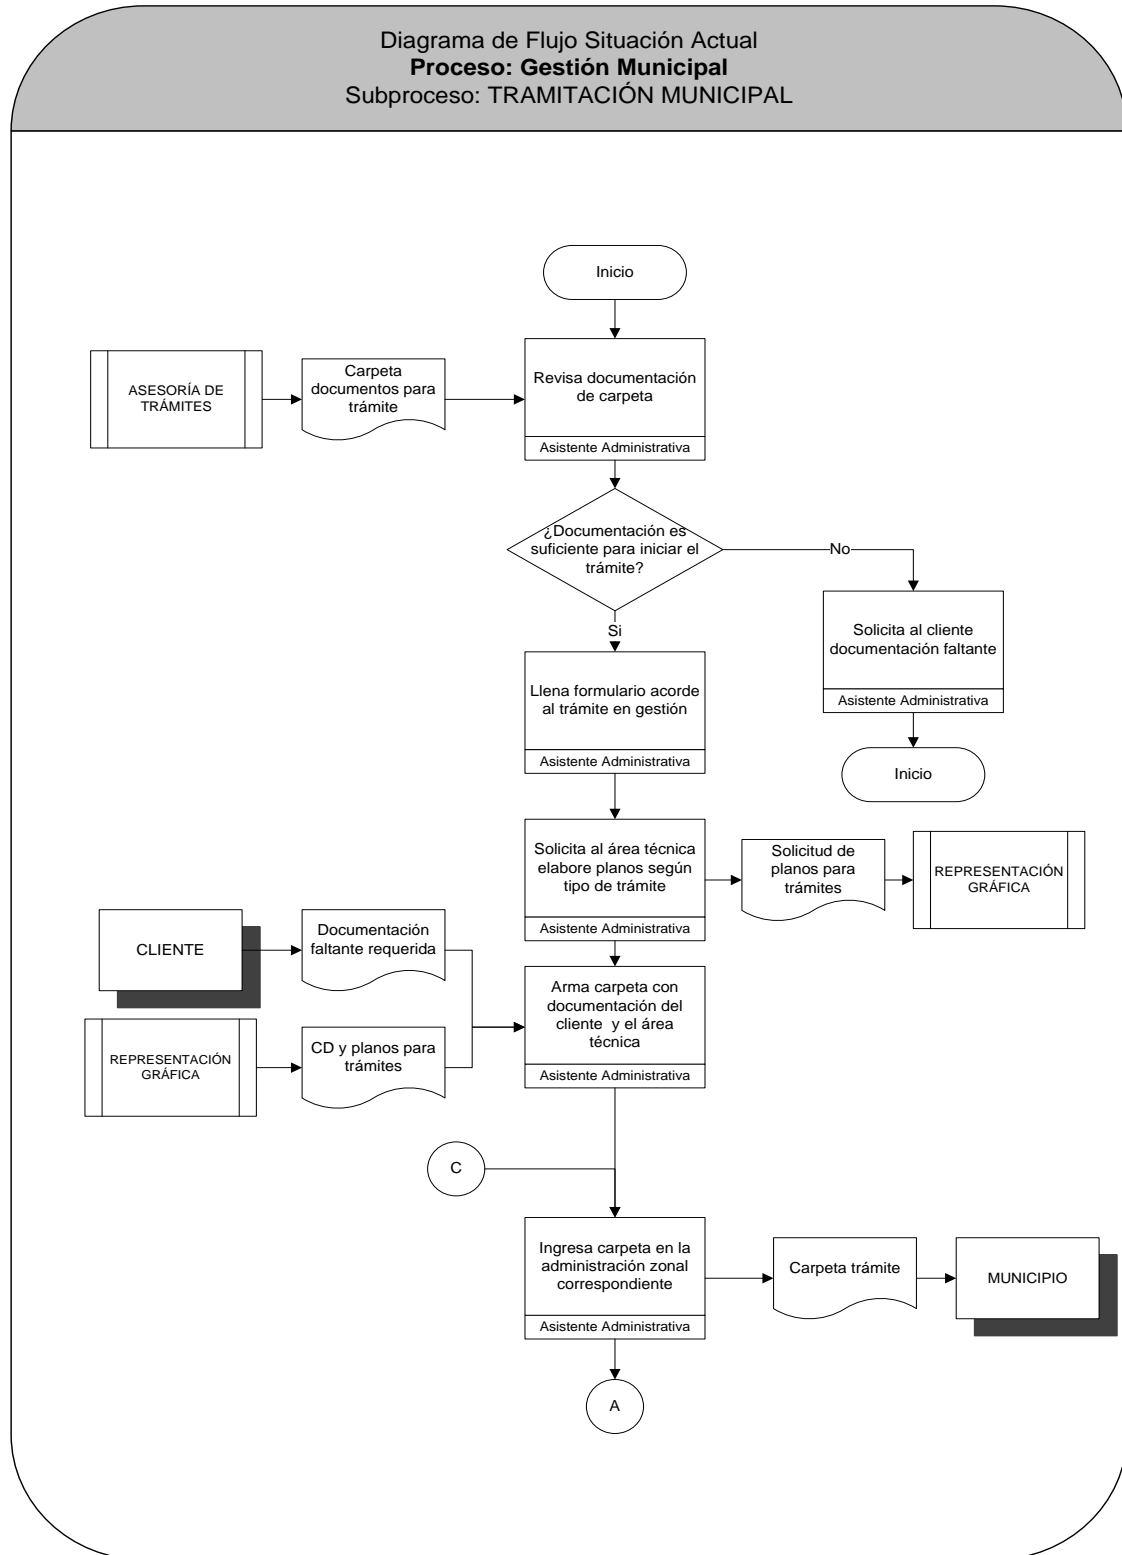 Diagrama de Flujo Situación Actual
Proceso: Gestión Municipal
Subproceso: TRAMITACIÓN MUNICIPAL
Inicio
ASESORÍA DE
TRÁMITES
Carpeta
documentos para
trámite
Revisa documentación
de carpeta
Asistente Administrativa
¿Documentación es
suficiente para iniciar el
trámite?
No
Si
Solicita al cliente
documentación faltante
Asistente Administrativa
Inicio
Llena formulario acorde
al trámite en gestión
Asistente Administrativa
Solicita al área técnica
elabore planos según
tipo de trámite
Asistente Administrativa
Solicitud de
planos para
trámites
REPRESENTACIÓN
GRÁFICA
CLIENTE
Documentación
faltante requerida
REPRESENTACIÓN
GRÁFICA
CD y planos para
trámites
Arma carpeta con
documentación del
cliente y el área
técnica
Asistente Administrativa
C
Ingresa carpeta en la
administración zonal
correspondiente
Asistente Administrativa
Carpeta trámite
MUNICIPIO
A